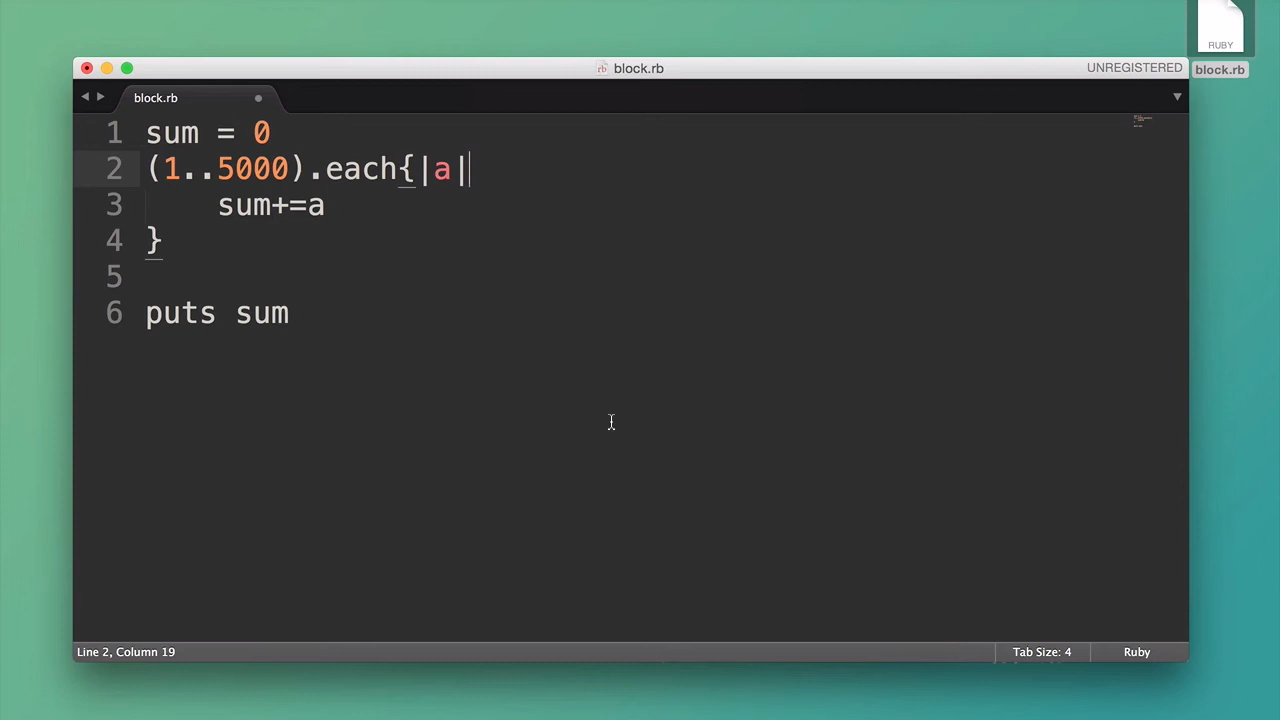 RUBY
block.rb
block.rb
UNREGISTERED
block.rb
1 sum = 0
2 (1..5000).each{|a|
3     sum+=a
4 }
5
6 puts sum
Line 2, Column 19
Tab Size: 4
Ruby